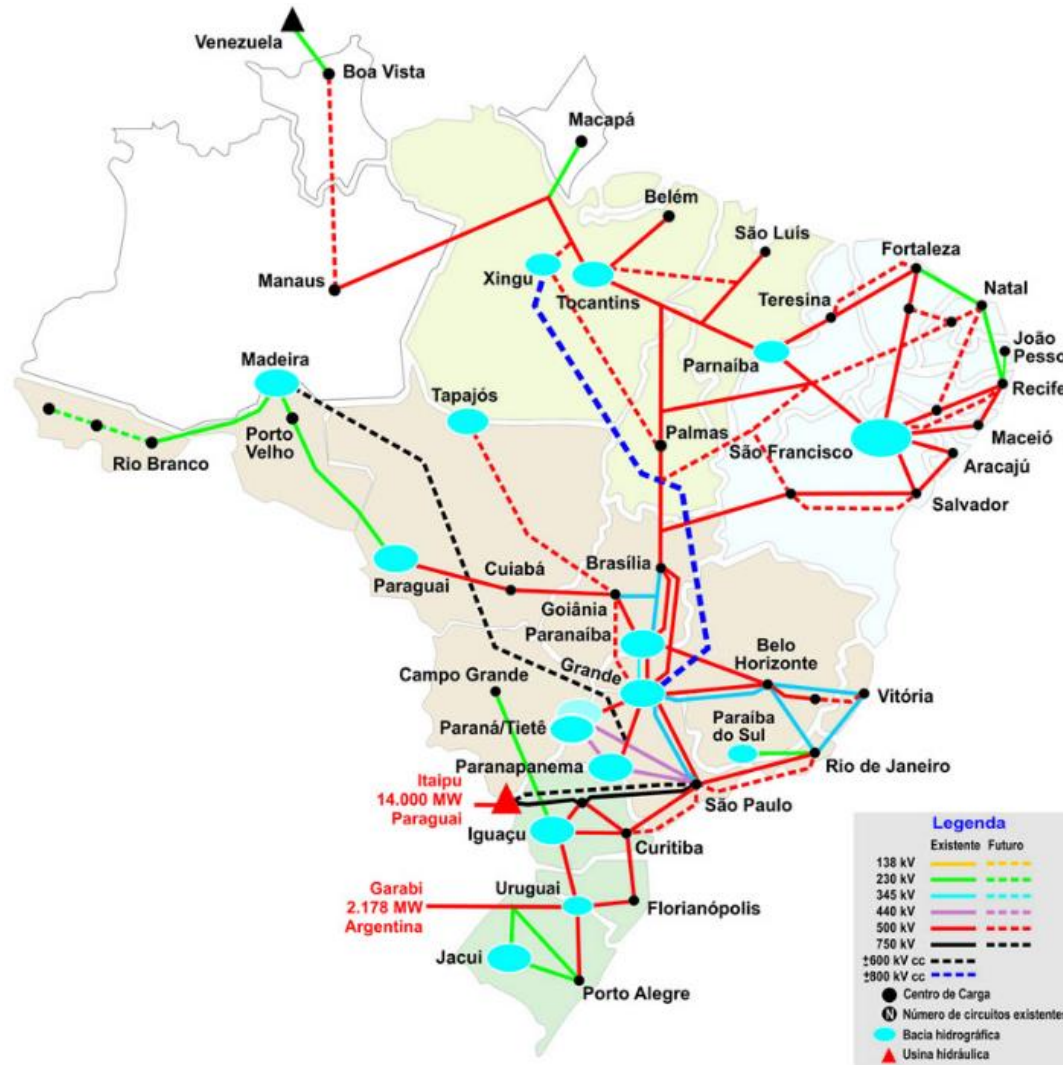 Venezuela
Boa Vista
Macapá
Belém
São Luís
Fortaleza
Manaus
Xingu
Tocantins
Teresina
Natal
João
Pesso
Madeira
Parnaíba
Recife
Tapajós
Porto
Velho
Palmas
São Francisco
Maceió
Rio Branco
Aracajú
Salvador
Paraguai
Cuiabá
Brasília
Goiânia
Paranaíba
Belo
Horizonte
Campo Grande
Grande
Vitória
Paraíba
do Sul
Paraná/Tietê
Paranapanema
Rio de Janeiro
Itaipu
14.000 MW
Paraguai
São Paulo
Iguaçu
Curitiba
Garabi
2.178 MW
Argentina
Uruguai
Florianópolis
Jacui
Porto Alegre
Legenda
Existente Futuro
138 kV
230 kV
345 kV
440 kV
500 kV
750 kV
±600 kV cc
±800 kV cc
Centro de Carga
N Número de circuitos existentes
Bacia hidrográfica
Usina hidráulica